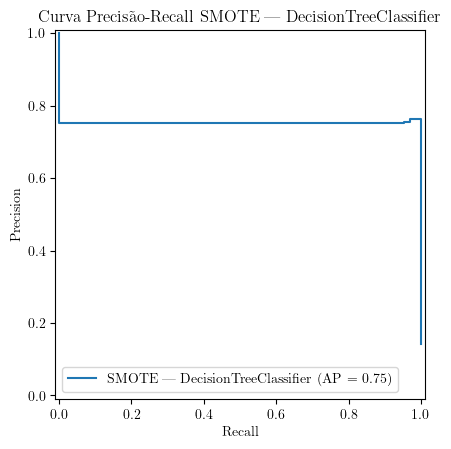 Curva Precisão-Recall SMOTE — DecisionTreeClassifier
1.0
0.8
0.6
0.4
0.2
0.0
Precision
SMOTE — DecisionTreeClassifier (AP = 0.75)
0.0 0.2 0.4 0.6 0.8 1.0
Recall